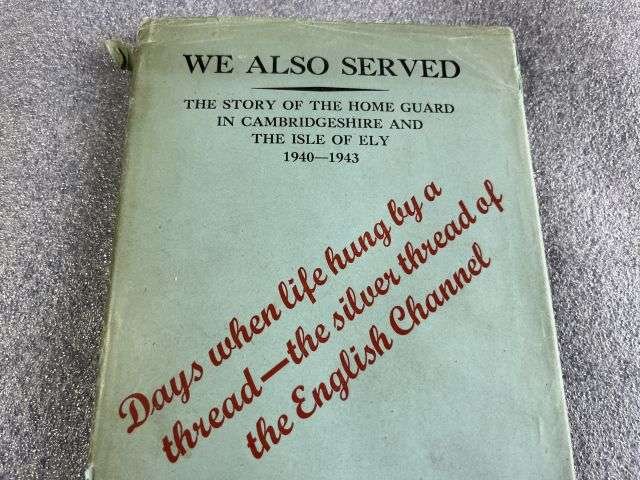 WE ALSO SERVED
THE STORY OF THE HOME GUARD
IN CAMBRIDGESHIRE AND
THE ISLE OF ELY
1940—1943
Days when life hung by a
thread—the silver thread of
the English Channel